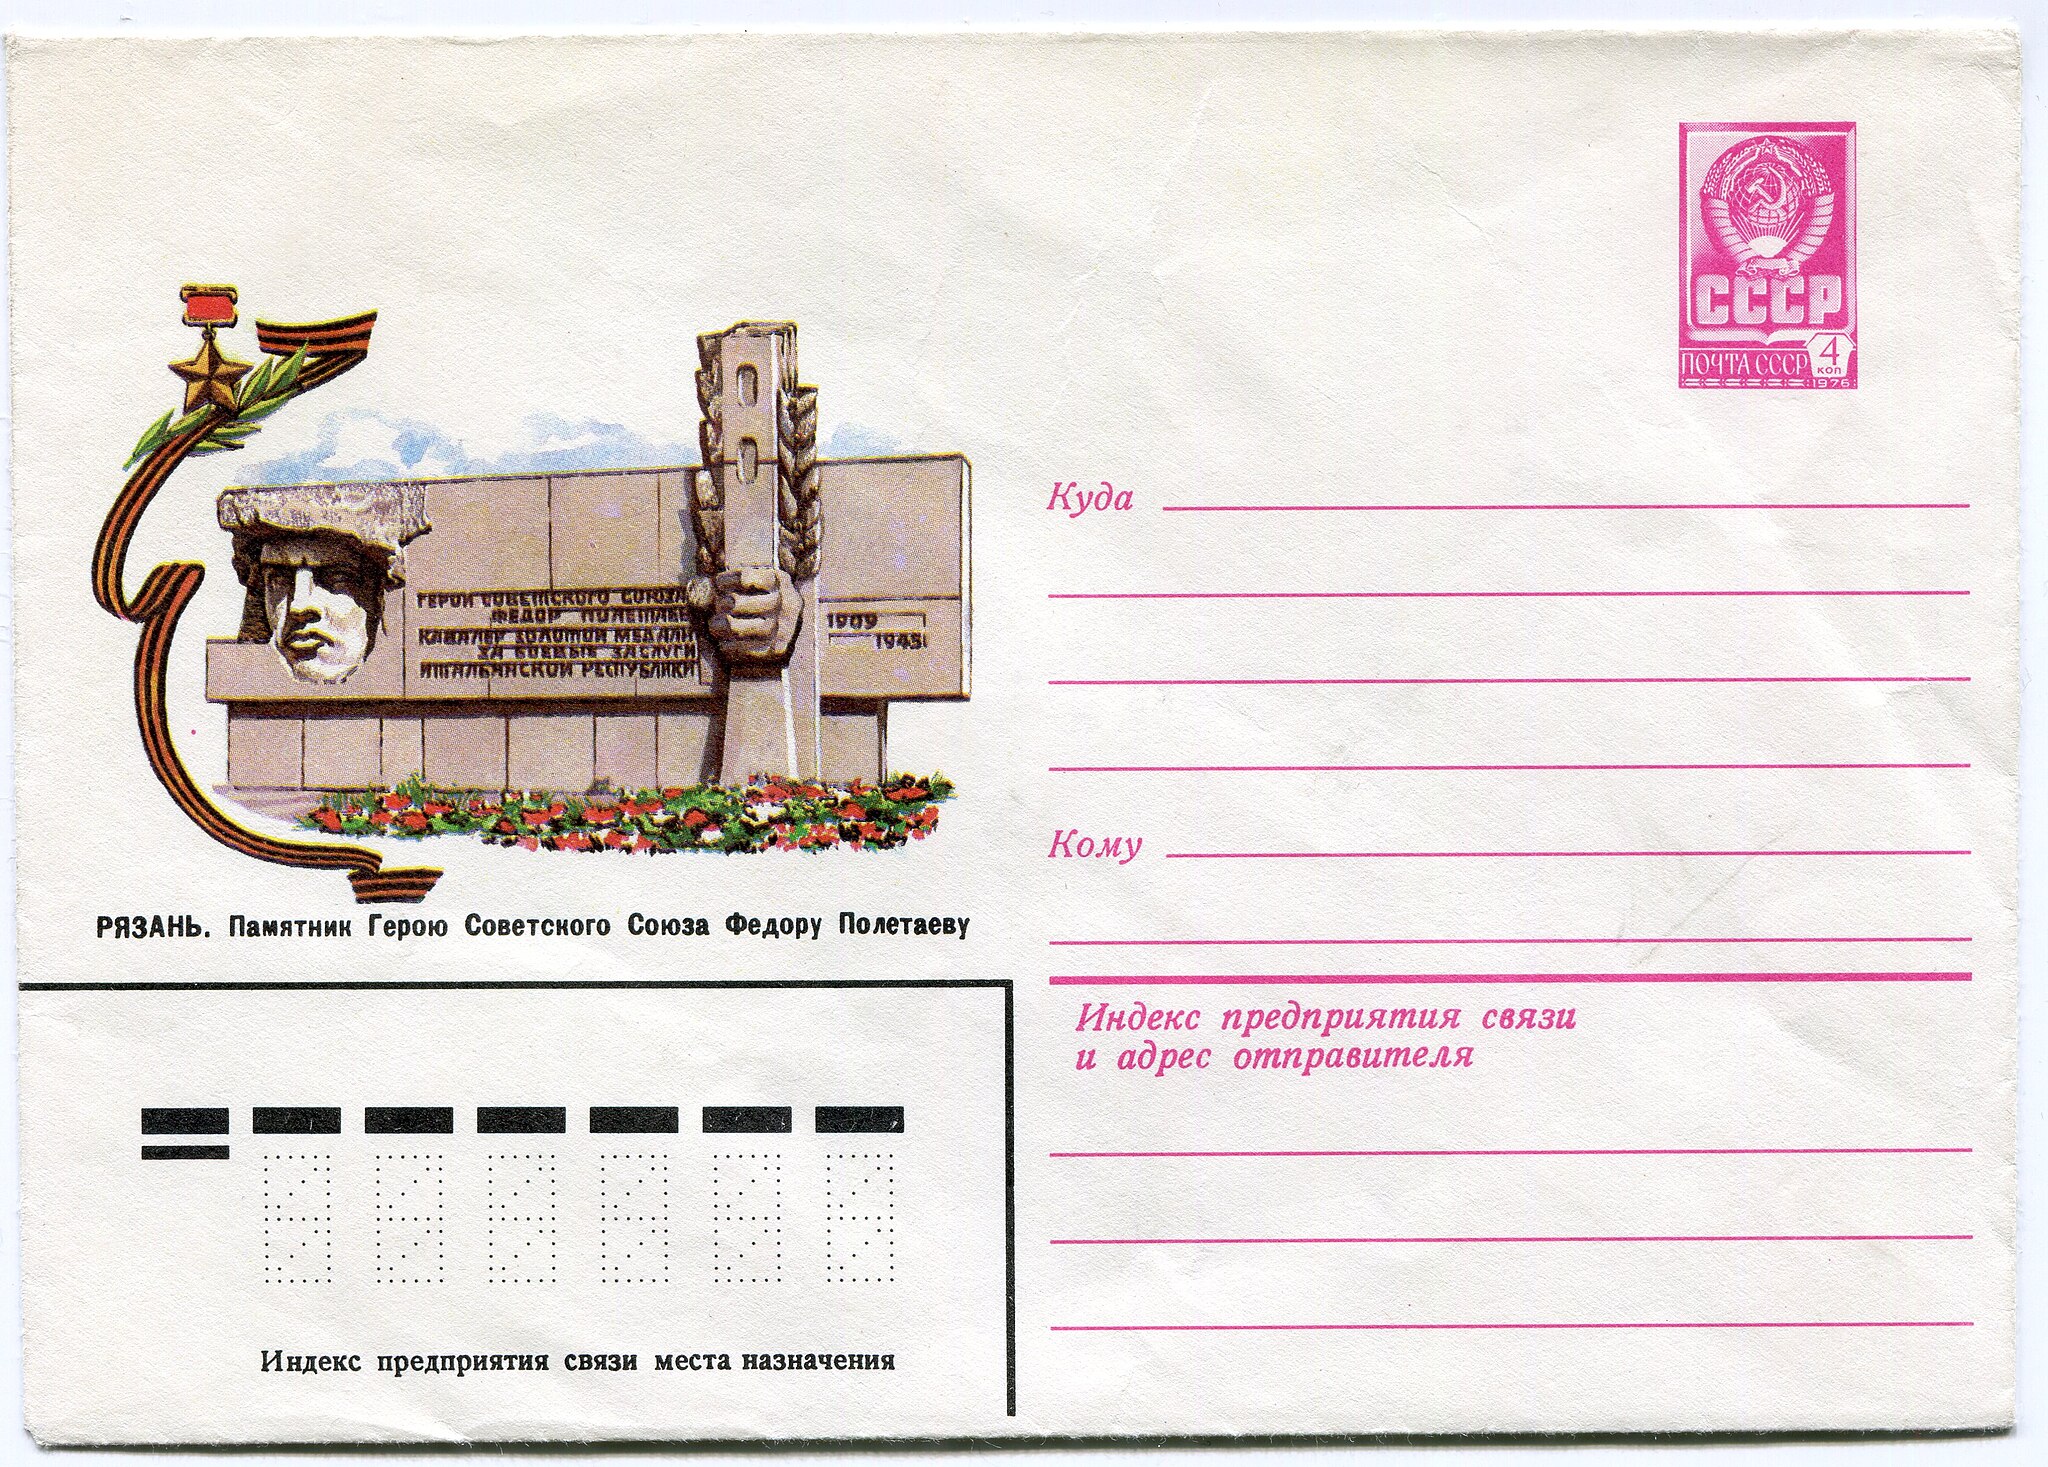 СССР
ПОЧТА СССР 4
коп
1976
ГЕРОЙ СОВЕТСКОГО СОЮЗА
ФЕДОР ПОЛЕТАЕВ
КАВАЛЕР ЗОЛОТОЙ МЕДАЛИ
ЗА БОЕВЫЕ ЗАСЛУГИ
ИТАЛЬЯНСКОЙ РЕСПУБЛИКИ
1909
1945
РЯЗАНЬ. Памятник Герою Советского Союза Федору Полетаеву
Куда
Кому
Индекс предприятия связи
и адрес отправителя
Индекс предприятия связи места назначения